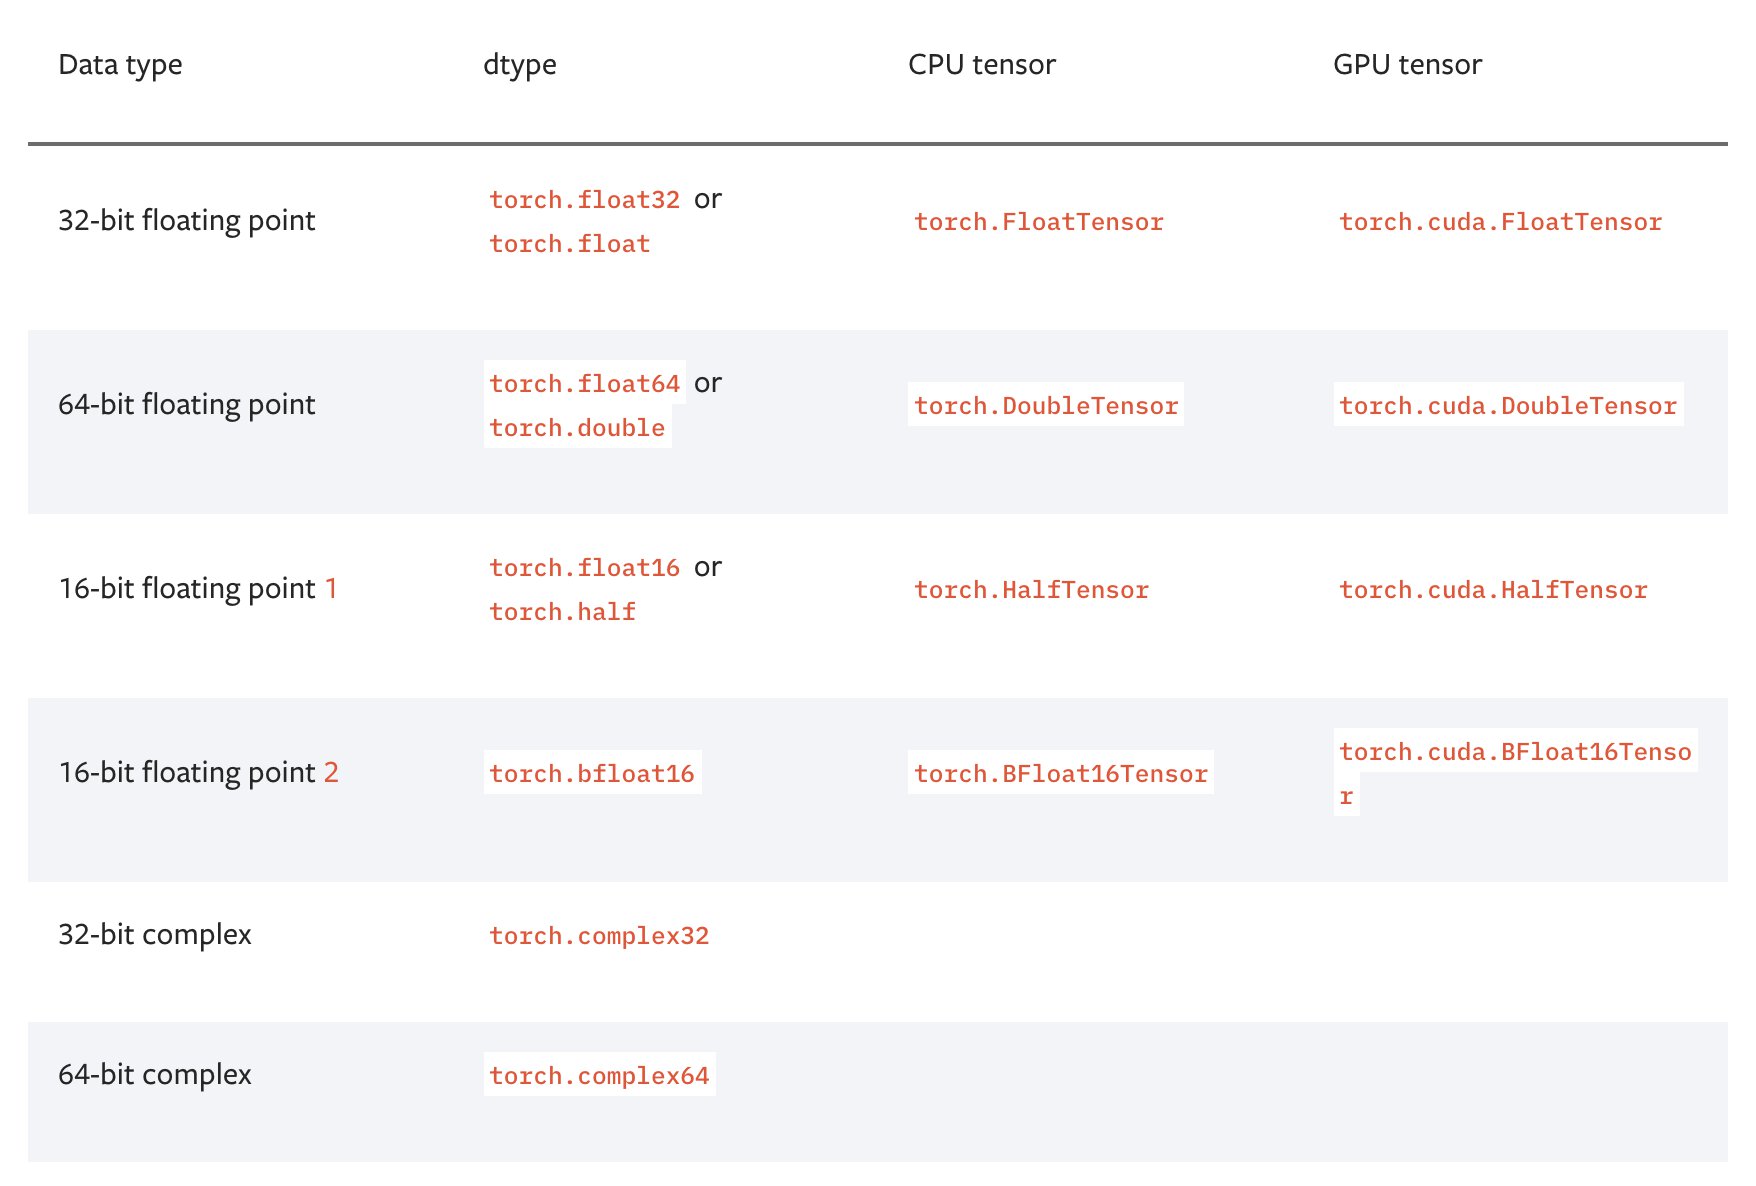 Data type dtype CPU tensor GPU tensor
torch.float32 or
32-bit floating point torch.FloatTensor torch.cuda.FloatTensor
torch.float
torch.float64 or
64-bit floating point torch.DoubleTensor torch.cuda.DoubleTensor
torch.double
torch.float16 or
16-bit floating point 1 torch.HalfTensor torch.cuda.HalfTensor
torch.half
torch.cuda.BFloat16Tenso
16-bit floating point 2 torch.bfloat16 torch.BFloat16Tensor
r
32-bit complex torch.complex32
64-bit complex torch.complex64